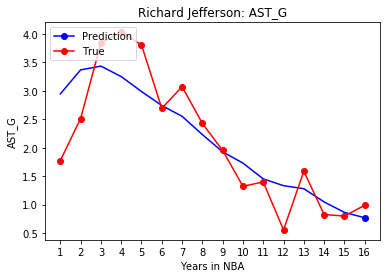 Richard Jefferson: AST_G
Prediction
True
4.0
3.5
3.0
2.5
2.0
1.5
1.0
0.5
AST_G
1 2 3 4 5 6 7 8 9 10 11 12 13 14 15 16
Years in NBA